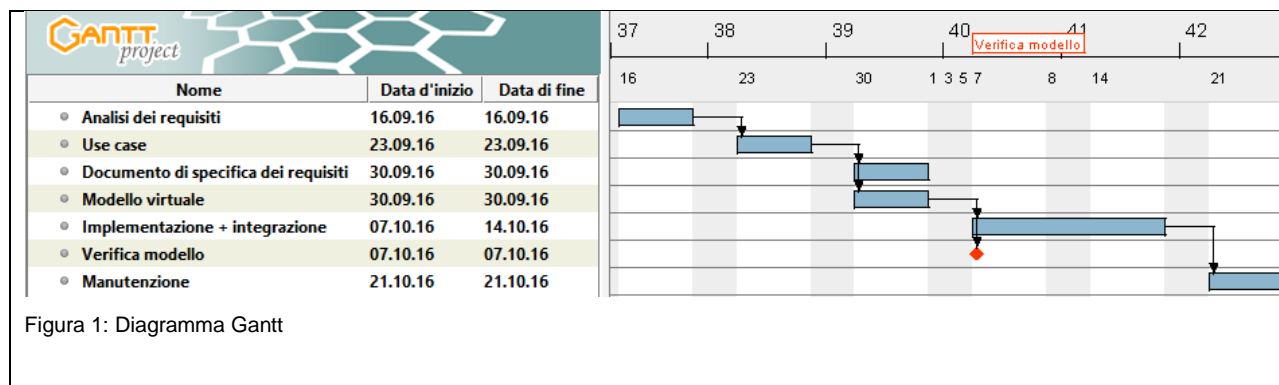 GANTT
project
37 38 39 40 41 42
Verifica modello
16 23 30 1 3 5 7 8 14 21
Nome Data d'inizio Data di fine
Analisi dei requisiti 16.09.16 16.09.16
Use case 23.09.16 23.09.16
Documento di specifica dei requisiti 30.09.16 30.09.16
Modello virtuale 30.09.16 30.09.16
Implementazione + integrazione 07.10.16 14.10.16
Verifica modello 07.10.16 07.10.16
Manutenzione 21.10.16 21.10.16
Figura 1: Diagramma Gantt